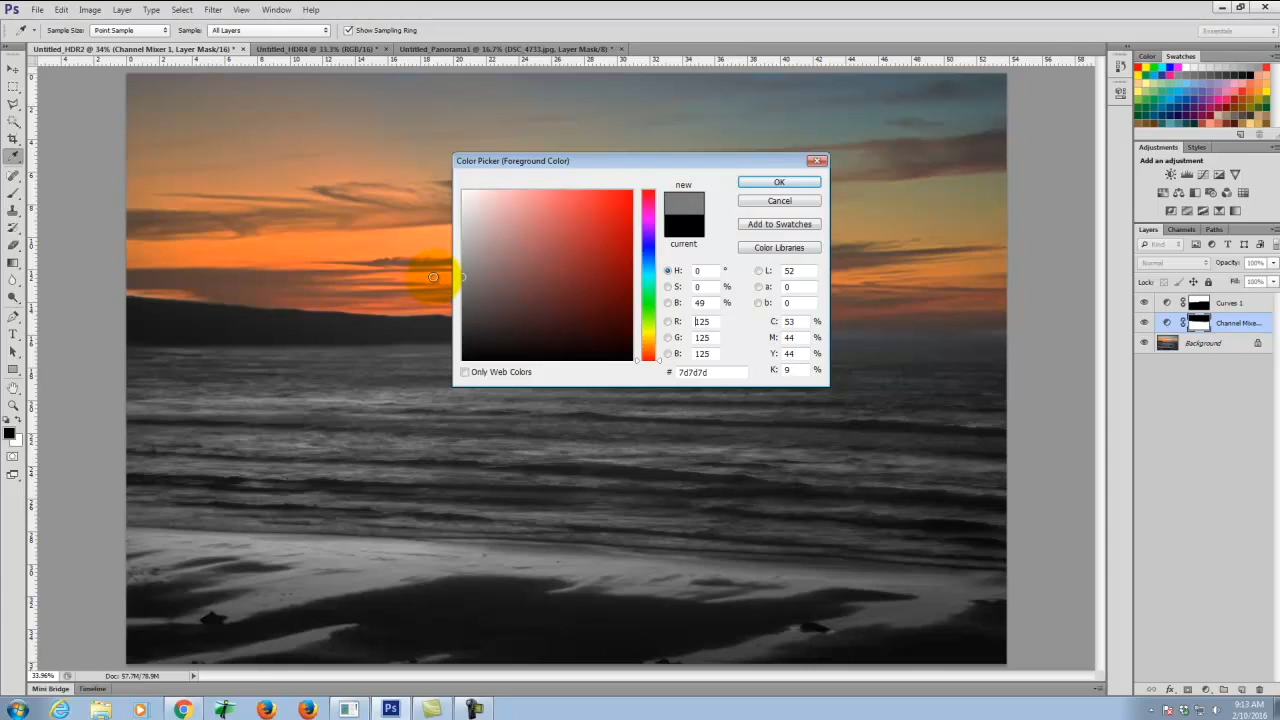 Ps File Edit Image Layer Type Select Filter View Window Help
Sample Size: Point Sample Sample: All Layers Show Sampling Ring Essentials
Untitled_HDR2 @ 34% (Channel Mixer 1, Layer Mask/16) * × Untitled_HDR4 @ 33.3% (RGB/16) * × Untitled_Panorama1 @ 16.7% (DSC_4733.jpg, Layer Mask/8) * ×
Color Swatches
Color Picker (Foreground Color)
new
current
OK
Cancel
Add to Swatches
Color Libraries
H: 0 ° L: 52
S: 0 % a: 0
B: 49 % b: 0
R: 125 C: 53 %
G: 125 M: 44 %
B: 125 Y: 44 %
K: 9 %
Only Web Colors # 7d7d7d
Adjustments Styles
Add an adjustment
Layers Channels Paths
Kind
Opacity: 100%
Lock: Fill: 100%
Curves 1
Channel Mixe...
Background
33.96% Doc: 57.7M/78.9M
Mini Bridge Timeline
9:13 AM
2/10/2016